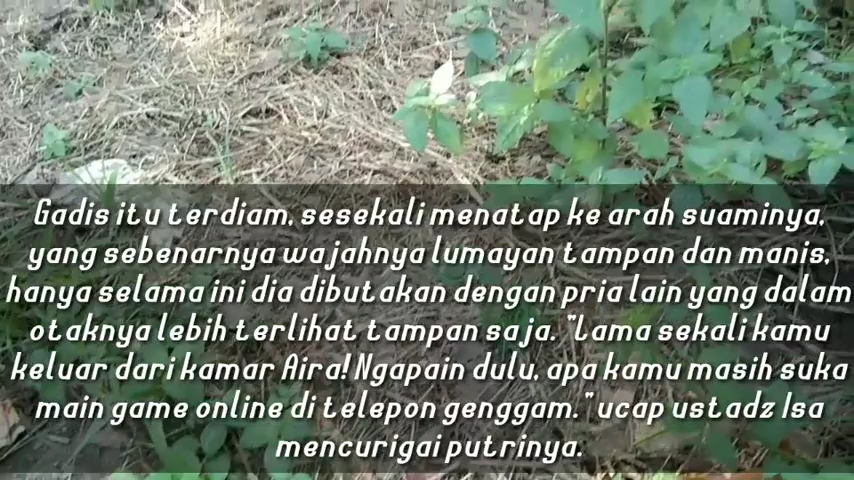 Gadis itu terdiam, sesekali menatap ke arah suaminya,
yang sebenarnya wajahnya lumayan tampan dan manis,
hanya selama ini dia dibutakan dengan pria lain yang dalam
otaknya lebih terlihat tampan saja. "Lama sekali kamu
keluar dari kamar Aira! Ngapain dulu, apa kamu masih suka
main game online di telepon genggam." ucap ustadz Isa
mencurigai putrinya.